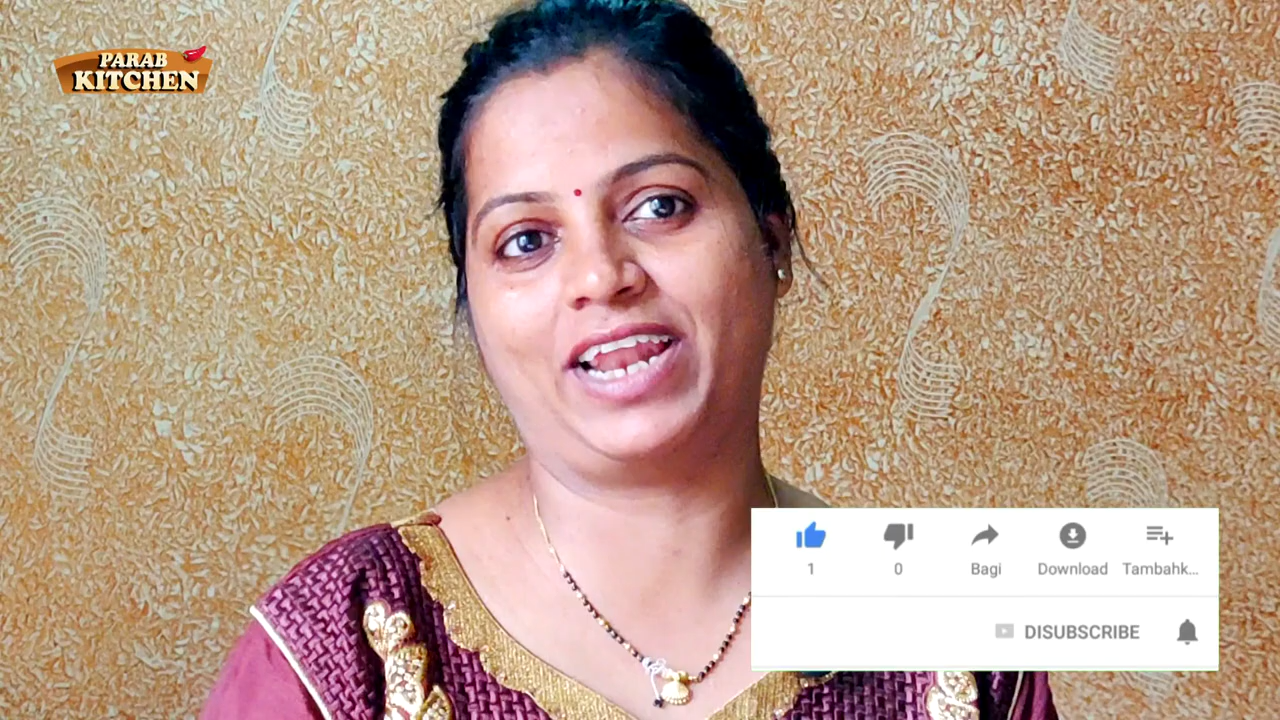 PARAB
KITCHEN
1
0
Bagi
Download
Tambahk...
DISUBSCRIBE